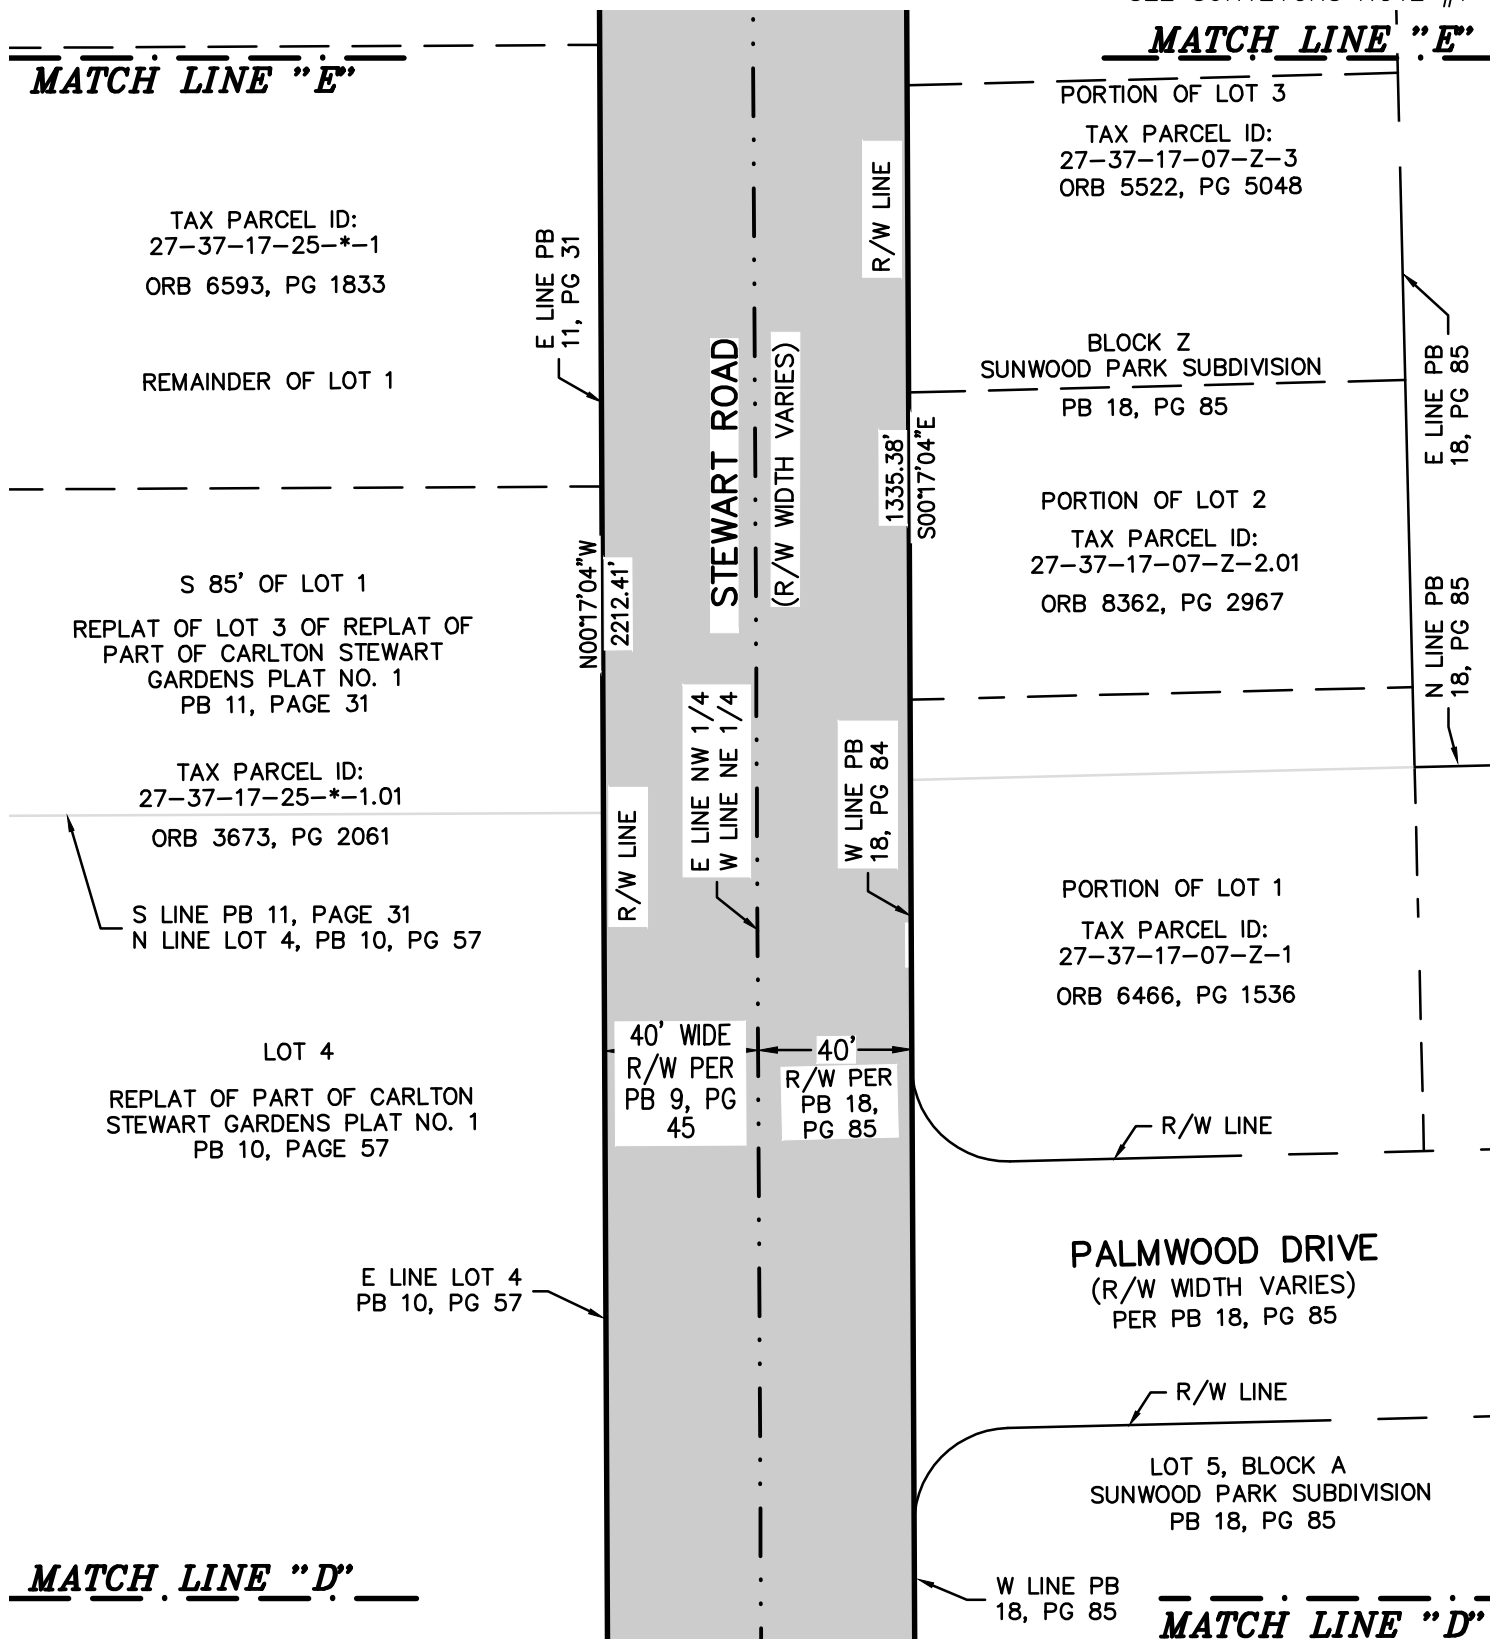 MATCH LINE "E"
MATCH LINE "E"
PORTION OF LOT 3
TAX PARCEL ID:
27-37-17-07-Z-3
ORB 5522, PG 5048
R/W LINE
TAX PARCEL ID:
27-37-17-25-*-1
ORB 6593, PG 1833
REMAINDER OF LOT 1
E LINE PB
11, PG 31
STEWART ROAD
(R/W WIDTH VARIES)
BLOCK Z
SUNWOOD PARK SUBDIVISION
PB 18, PG 85
E LINE PB
18, PG 85
1335.38'
S00°17'04"E
PORTION OF LOT 2
TAX PARCEL ID:
27-37-17-07-Z-2.01
ORB 8362, PG 2967
N00°17'04"W
2212.41'
S 85' OF LOT 1
REPLAT OF LOT 3 OF REPLAT OF
PART OF CARLTON STEWART
GARDENS PLAT NO. 1
PB 11, PAGE 31
N LINE PB
18, PG 85
TAX PARCEL ID:
27-37-17-25-*-1.01
ORB 3673, PG 2061
R/W LINE
E LINE NW 1/4
W LINE NE 1/4
W LINE PB
18, PG 84
S LINE PB 11, PAGE 31
N LINE LOT 4, PB 10, PG 57
PORTION OF LOT 1
TAX PARCEL ID:
27-37-17-07-Z-1
ORB 6466, PG 1536
LOT 4
REPLAT OF PART OF CARLTON
STEWART GARDENS PLAT NO. 1
PB 10, PAGE 57
40' WIDE
R/W PER
PB 9, PG
45
40'
R/W PER
PB 18,
PG 85
R/W LINE
PALMWOOD DRIVE
(R/W WIDTH VARIES)
PER PB 18, PG 85
E LINE LOT 4
PB 10, PG 57
R/W LINE
LOT 5, BLOCK A
SUNWOOD PARK SUBDIVISION
PB 18, PG 85
MATCH LINE "D"
W LINE PB
18, PG 85
MATCH LINE "D"